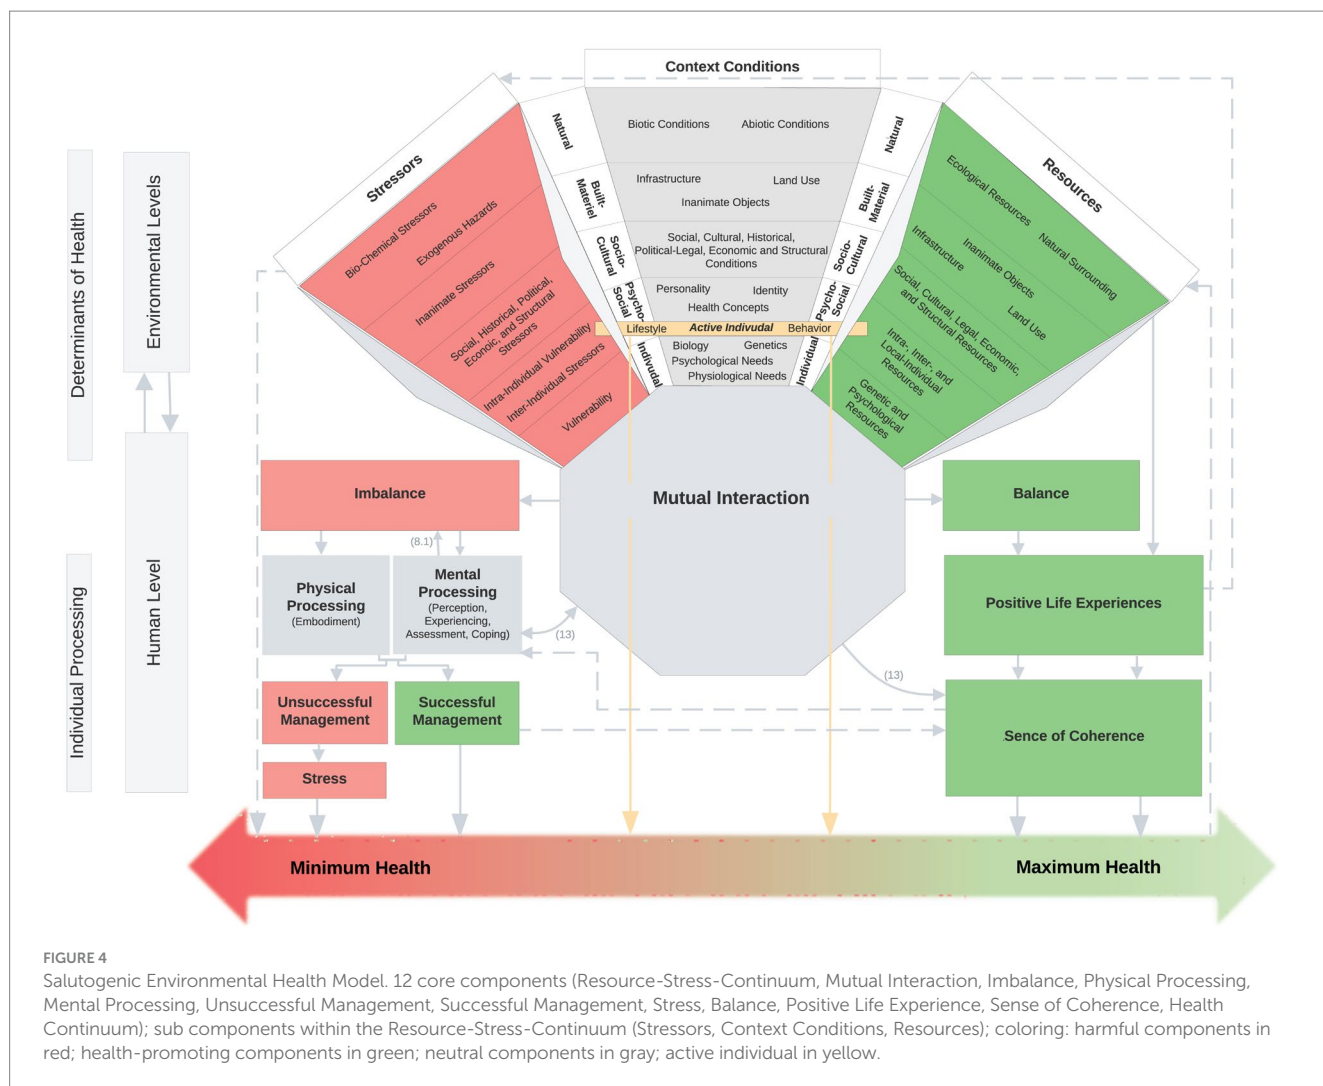 Context Conditions
Stressors
Resources
Natural
Built-
Materiel
Socio-
Cultural
Psycho-
Social
Indivudal
Natural
Built-
Material
Socio-
Cultural
Psycho-
Social
Individual
Biotic Conditions
Abiotic Conditions
Infrastructure
Land Use
Inanimate Objects
Social, Cultural, Historical,
Political-Legal, Economic and Structural
Conditions
Personality
Identity
Health Concepts
Lifestyle
Active Indivudal
Behavior
Biology
Genetics
Psychological Needs
Physiological Needs
Bio-Chemical Stressors
Exogenous Hazards
Inanimate Stressors
Social, Historical, Political,
Econoic, and Structural
Stressors
Intra-Individual Vulnerability
Inter-Individual Stressors
Vulnerability
Ecological Resources
Natural Surrounding
Infrastructure
Inanimate Objects
Land Use
Social, Cultural, Legal, Economic,
and Structural Resources
Intra-, Inter-, and
Local-Individual
Resources
Genetic and
Psychological
Resources
Determinants of Health
Environmental Levels
Individual Processing
Human Level
Mutual Interaction
Imbalance
Balance
(8.1)
Physical
Processing
(Embodiment)
Mental
Processing
(Perception,
Experiencing,
Assessment, Coping)
(13)
Positive Life Experiences
(13)
Unsuccessful
Management
Successful
Management
Stress
Sence of Coherence
Minimum Health
Maximum Health
FIGURE 4
Salutogenic Environmental Health Model. 12 core components (Resource-Stress-Continuum, Mutual Interaction, Imbalance, Physical Processing,
Mental Processing, Unsuccessful Management, Successful Management, Stress, Balance, Positive Life Experience, Sense of Coherence, Health
Continuum); sub components within the Resource-Stress-Continuum (Stressors, Context Conditions, Resources); coloring: harmful components in
red; health-promoting components in green; neutral components in gray; active individual in yellow.